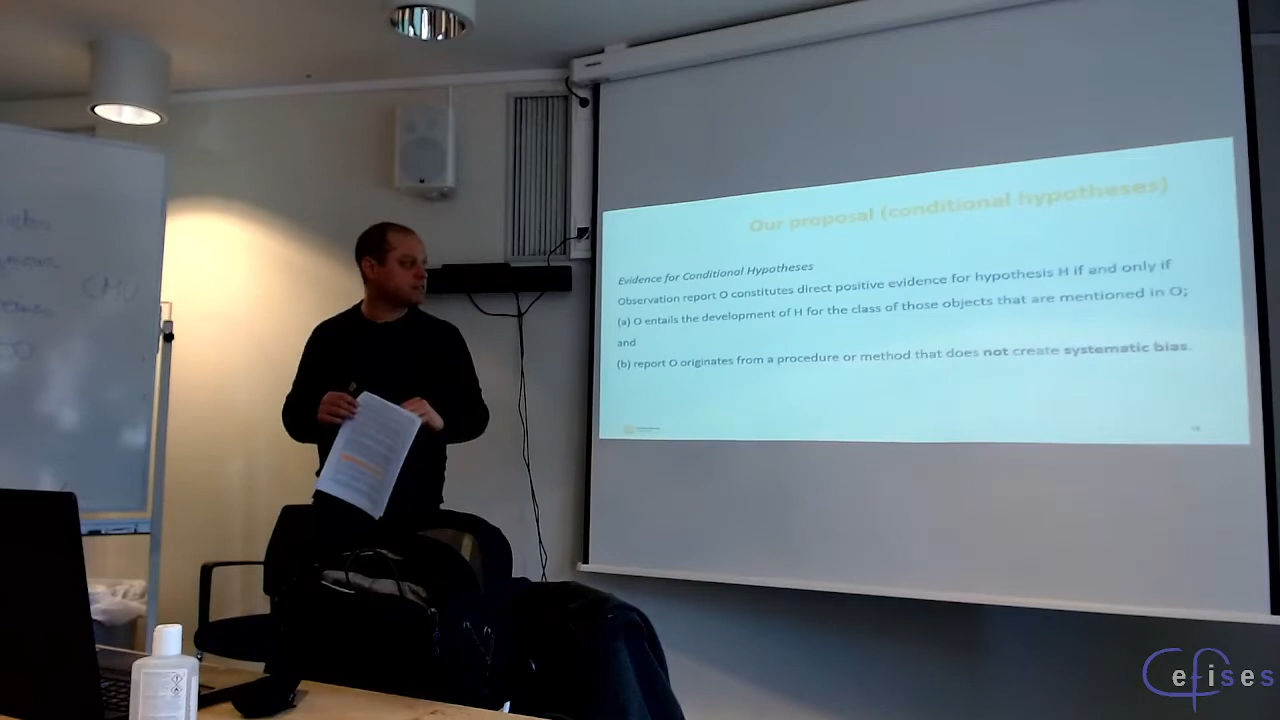 CMU
Our proposal (conditional hypotheses)
Evidence for Conditional Hypotheses
Observation report O constitutes direct positive evidence for hypothesis H if and only if
(a) O entails the development of H for the class of those objects that are mentioned in O;
and
(b) report O originates from a procedure or method that does not create systematic bias.
efises